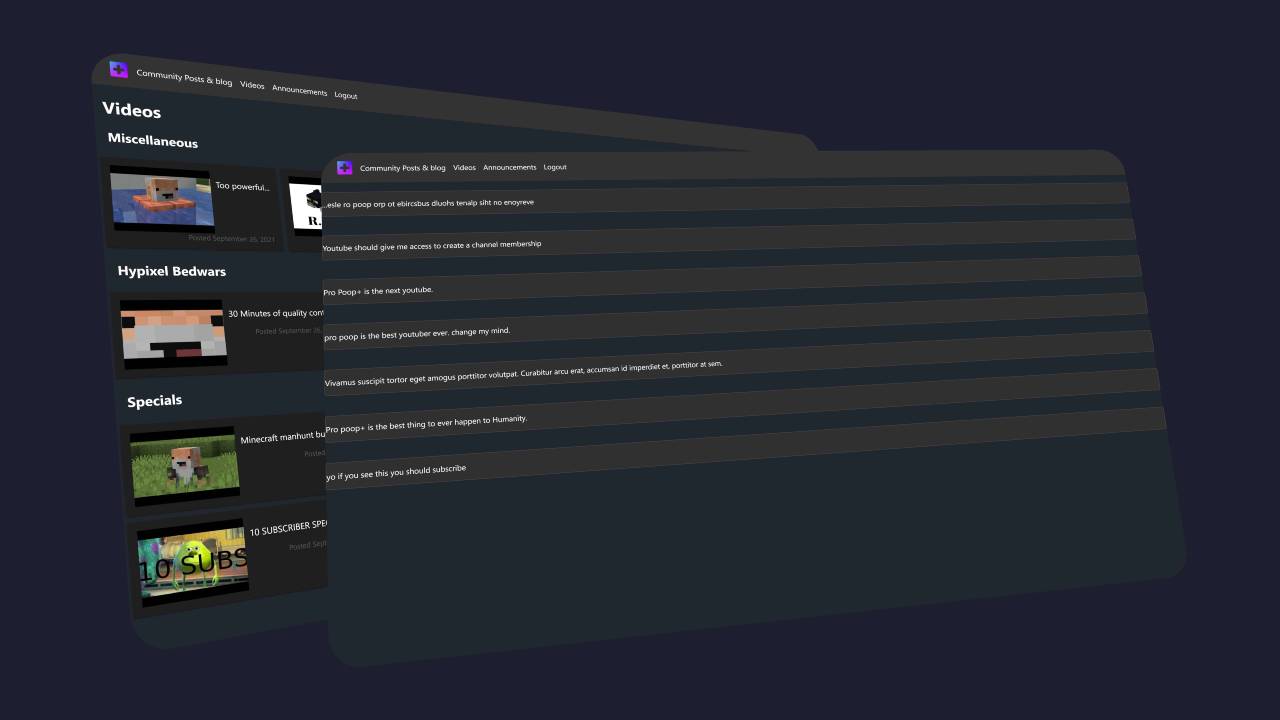 Community Posts & blog Videos Announcements Logout
Videos
Miscellaneous
Too powerful...
Posted September 26, 2021
R.
Hypixel Bedwars
30 Minutes of quality con
Posted September 26,
Specials
Minecraft manhunt bu
Posted
10 SUBS
10 SUBSCRIBER SPE
Posted Sept
Community Posts & blog Videos Announcements Logout
...esle ro poop orp ot ebircsbus dluohs tenalp siht no enoyreve
Youtube should give me access to create a channel membership
Pro Poop+ is the next youtube.
pro poop is the best youtuber ever. change my mind.
Vivamus suscipit tortor eget amogus porttitor volutpat. Curabitur arcu erat, accumsan id imperdiet et, porttitor at sem.
Pro poop+ is the best thing to ever happen to Humanity.
yo if you see this you should subscribe